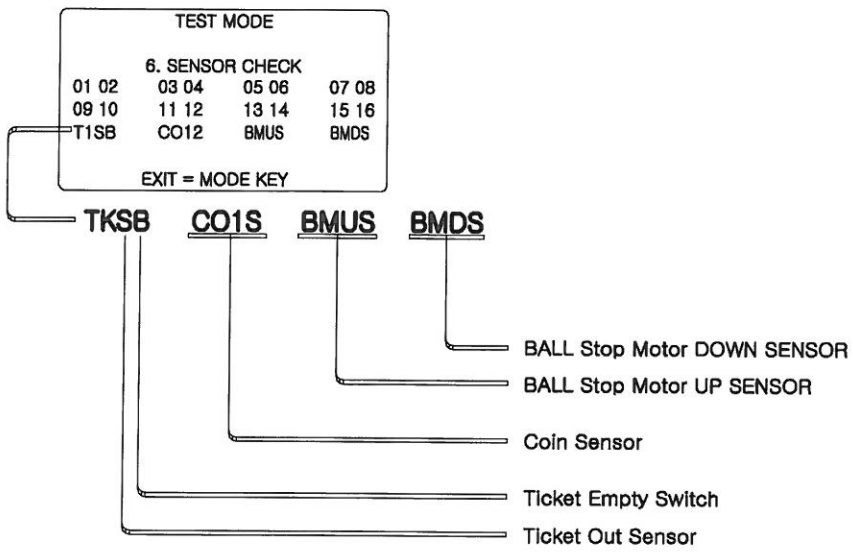 TEST MODE
6. SENSOR CHECK
01 02 03 04 05 06 07 08
09 10 11 12 13 14 15 16
T1SB CO12 BMUS BMDS
EXIT = MODE KEY
TKSB CO1S BMUS BMDS
BALL Stop Motor DOWN SENSOR
BALL Stop Motor UP SENSOR
Coin Sensor
Ticket Empty Switch
Ticket Out Sensor